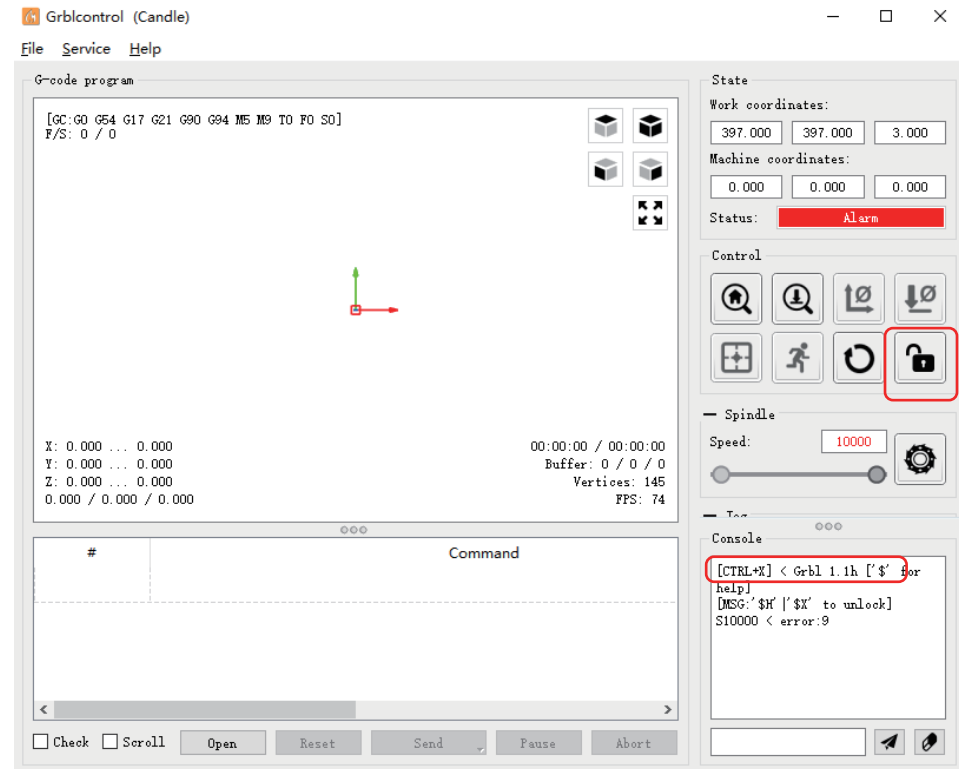 Grblcontrol (Candle)
File Service Help
G-code program
[GC:G0 G54 G17 G21 G90 G94 M5 M9 T0 F0 S0]
F/S: 0 / 0
X: 0.000 ... 0.000
Y: 0.000 ... 0.000
Z: 0.000 ... 0.000
0.000 / 0.000 / 0.000
00:00:00 / 00:00:00
Buffer: 0 / 0 / 0
Vertices: 145
FPS: 74
# Command
Check Scroll Open Reset Send Pause Abort
State
Work coordinates:
397.000 397.000 3.000
Machine coordinates:
0.000 0.000 0.000
Status: Alarm
Control
Spindle
Speed: 10000
Console
[CTRL+X] < Grbl 1.1h ['$' for
help]
[MSG:'$H'|'$X' to unlock]
S10000 < error:9